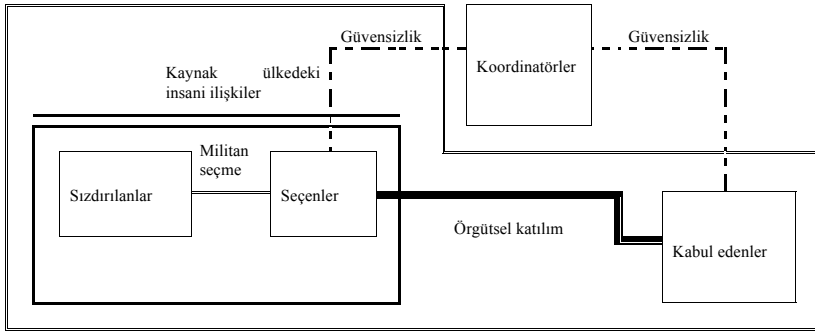 Güvensizlik
Güvensizlik
Koordinatörler
Kaynak ülkedeki
insani ilişkiler
Militan
seçme
Sızdırılanlar
Seçenler
Örgütsel katılım
Kabul edenler